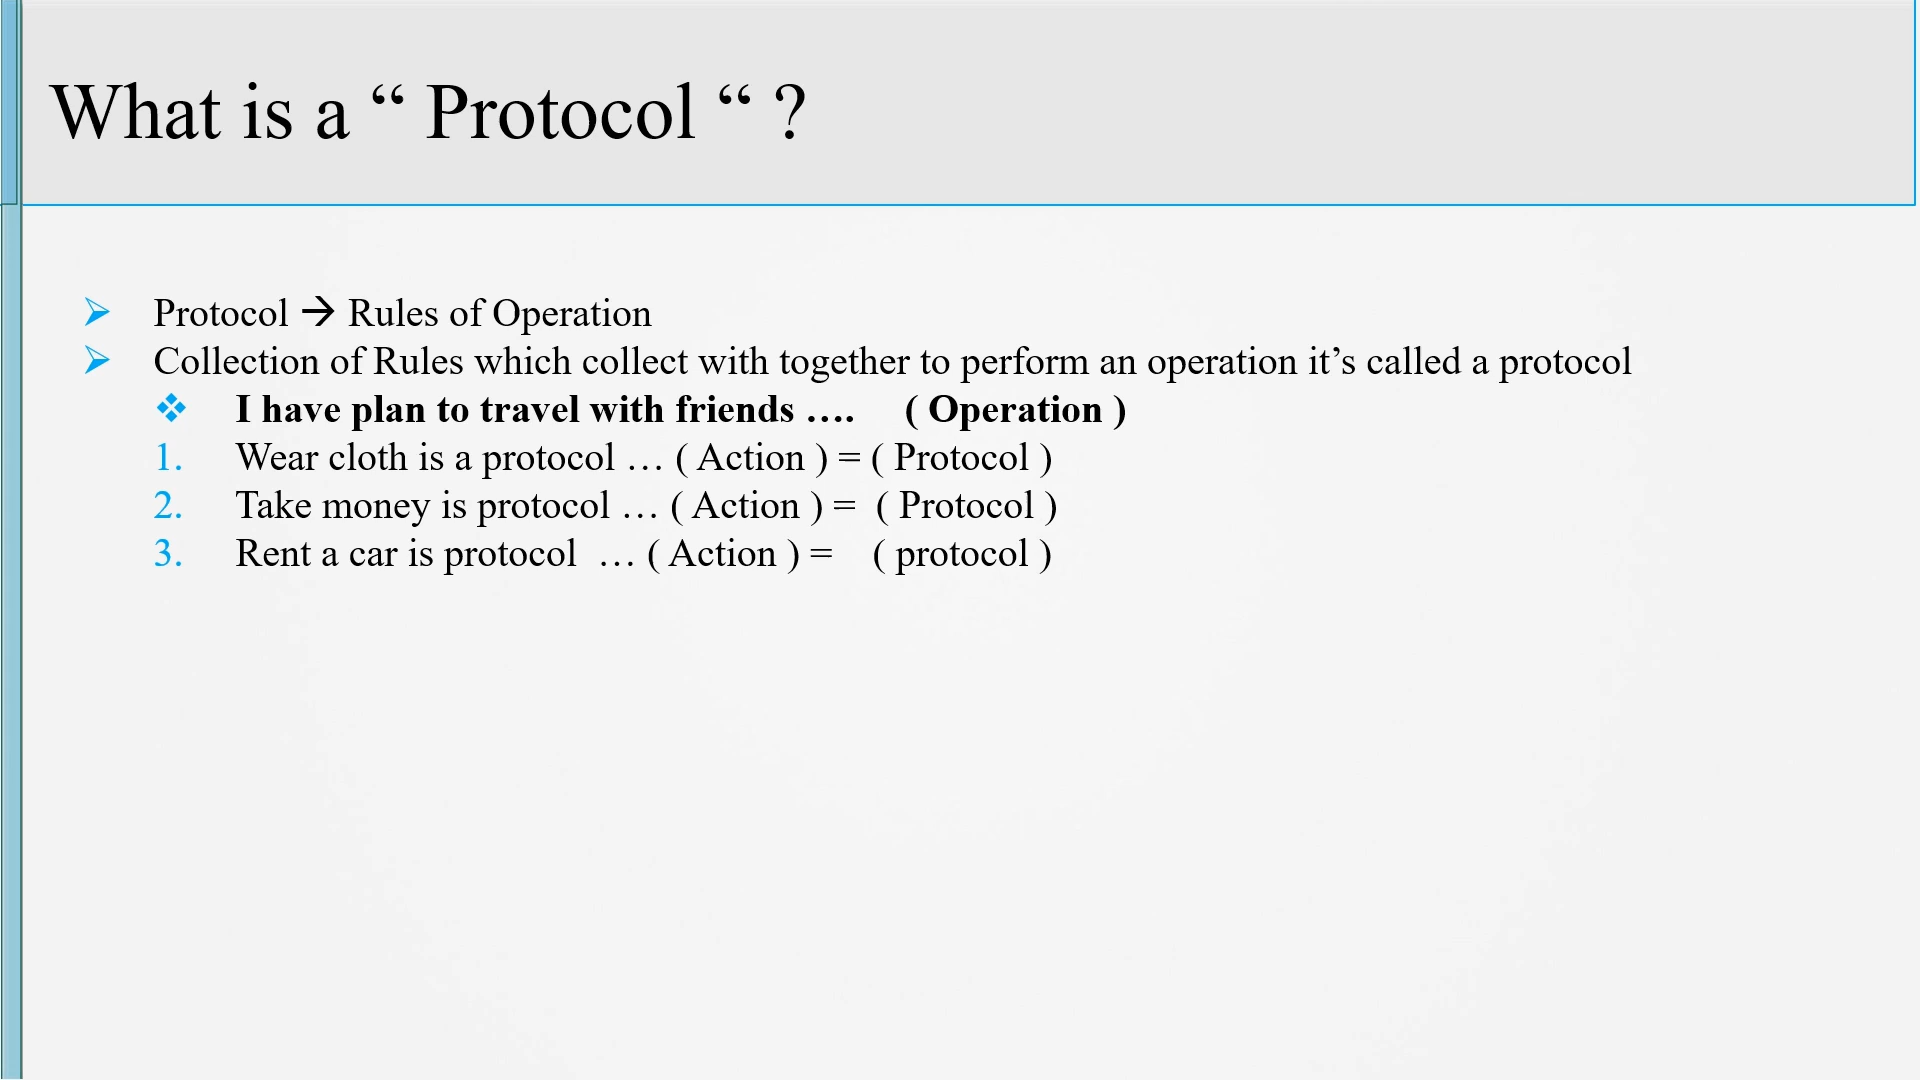 What is a “ Protocol “ ?
Protocol → Rules of Operation
Collection of Rules which collect with together to perform an operation it’s called a protocol
I have plan to travel with friends …. ( Operation )
1. Wear cloth is a protocol … ( Action ) = ( Protocol )
2. Take money is protocol … ( Action ) = ( Protocol )
3. Rent a car is protocol … ( Action ) = ( protocol )